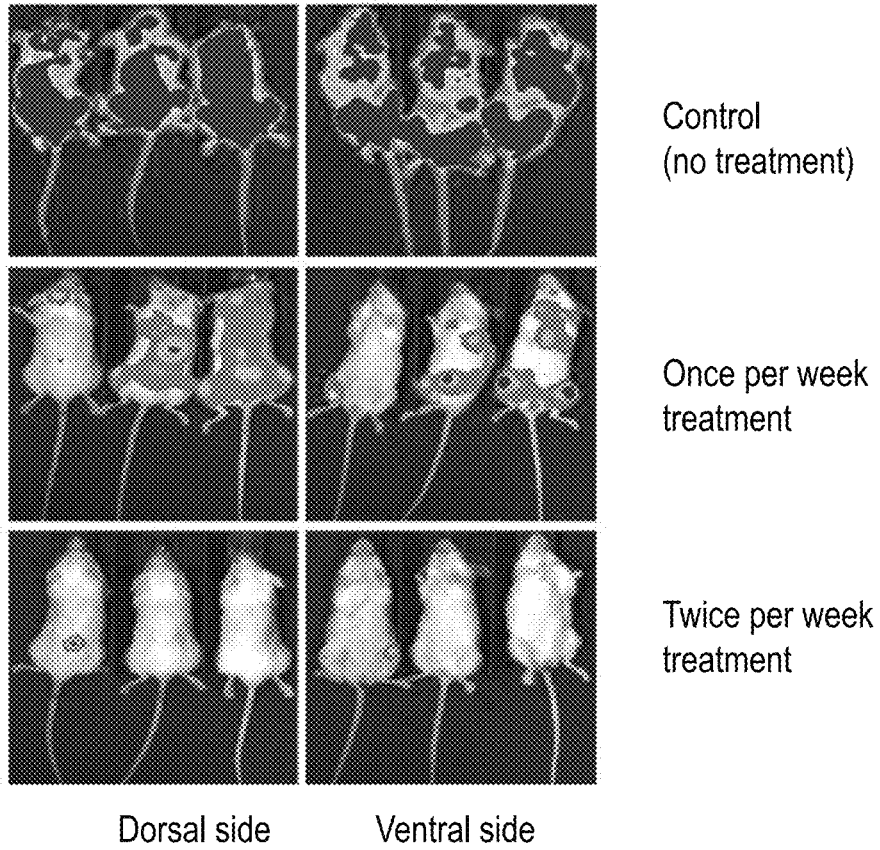 Control
(no treatment)
Once per week
treatment
Twice per week
treatment
Dorsal side
Ventral side